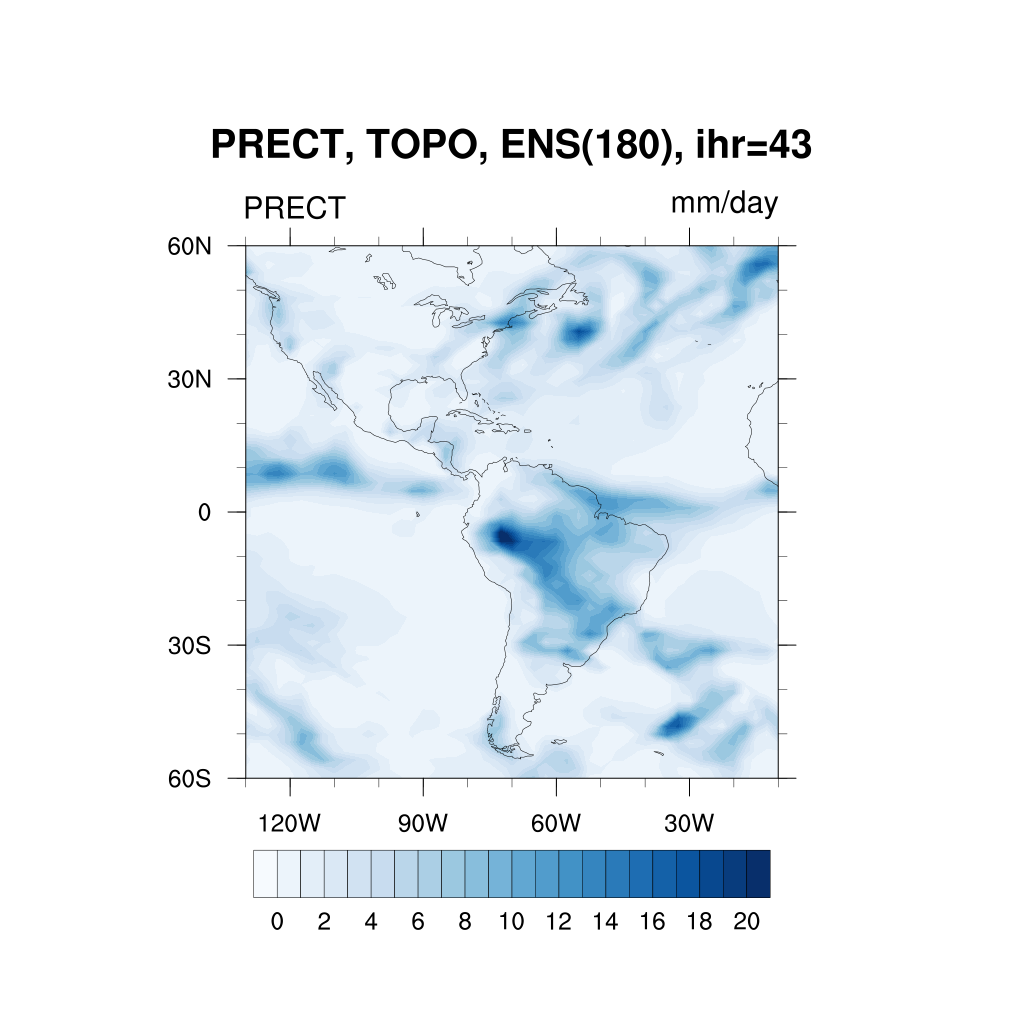 PRECT, TOPO, ENS(180), ihr=43
PRECT mm/day
60N
30N
0
30S
60S
120W 90W 60W 30W
0 2 4 6 8 10 12 14 16 18 20